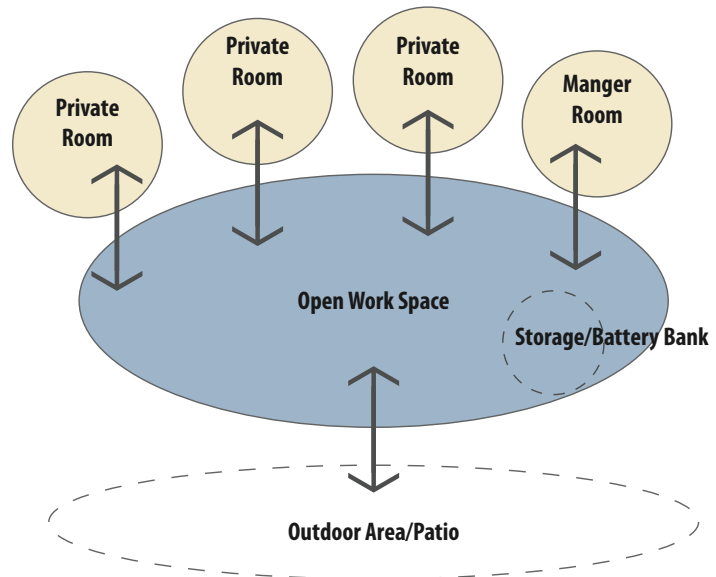 Private
Room
Private
Room
Private
Room
Manger
Room
Open Work Space
Storage/Battery Bank
Outdoor Area/Patio